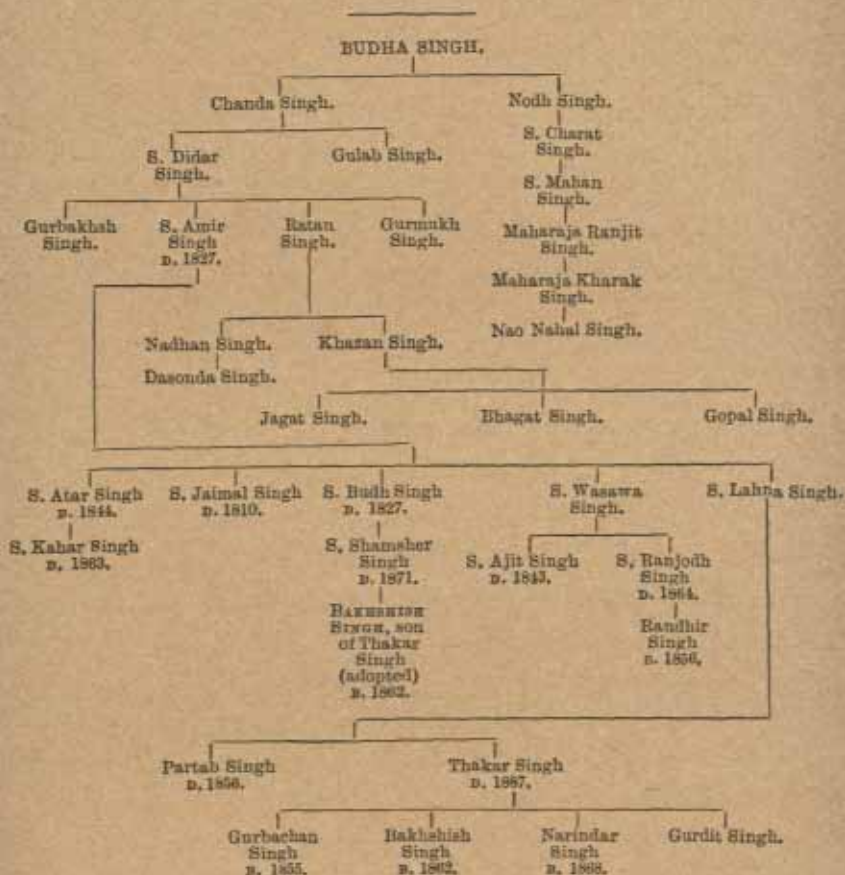 BUDHA SINGH.
Chanda Singh.
Nodh Singh.
S. Didar
Singh.
Gulab Singh.
S. Charat
Singh.
S. Mahan
Singh.
Gurbakhsh
Singh.
S. Amir
Singh
D. 1827.
Ratan
Singh.
Gurmukh
Singh.
Maharaja Ranjit
Singh.
Maharaja Kharak
Singh.
Nao Nahal Singh.
Nadhan Singh.
Khazan Singh.
Dasonda Singh.
Jagat Singh.
Bhagat Singh.
Gopal Singh.
S. Atar Singh
D. 1844.
S. Jaimal Singh
D. 1810.
S. Budh Singh
D. 1827.
S. Wasawa
Singh.
S. Lahna Singh.
S. Kahar Singh
D. 1863.
S. Shamsher
Singh
D. 1871.
S. Ajit Singh
D. 1843.
S. Ranjodh
Singh
D. 1864.
BAKHSHISH
SINGH, son
of Thakar
Singh
(adopted)
B. 1862.
Randhir
Singh
1856.
Partab Singh
D. 1856.
Thakar Singh
D. 1887.
Gurbachan
Singh
B. 1855.
Bakhshish
Singh
B. 1862.
Narindar
Singh
B. 1868.
Gurdit Singh.